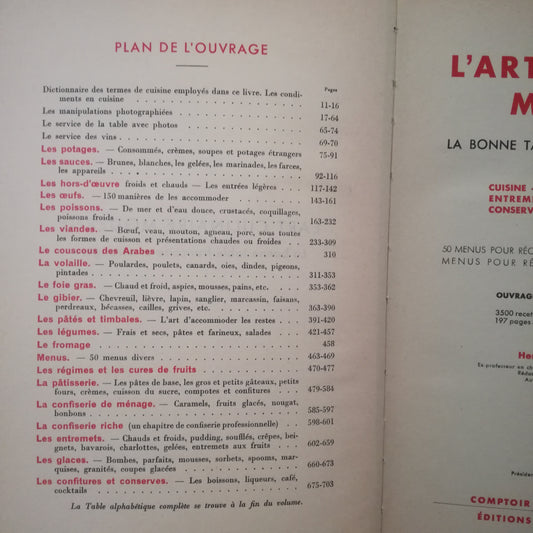 PLAN DE L'OUVRAGE
Pages
Dictionnaire des termes de cuisine employés dans ce livre. Les condi-
ments en cuisine . . . . . . . . . . 11-16
Les manipulations photographiées . . . . . . . . . . 17-64
Le service de la table avec photos . . . . . . . . . . 65-74
Le service des vins . . . . . . . . . . 69-70
Les potages. — Consommés, crèmes, soupes et potages étrangers 75-91
Les sauces. — Brunes, blanches, les gelées, les marinades, les farces,
les appareils . . . . . . . . . . 92-116
Les hors-d'œuvre froids et chauds — Les entrées légères . . . 117-142
Les œufs. — 150 manières de les accommoder . . . . . . . 143-161
Les poissons. — De mer et d'eau douce, crustacés, coquillages,
poissons froids . . . . . . . . . . 163-232
Les viandes. — Bœuf, veau, mouton, agneau, porc, sous toutes
les formes de cuisson et présentations chaudes ou froides . . 233-309
Le couscous des Arabes . . . . . . . . . . 310
La volaille. — Poulardes, poulets, canards, oies, dindes, pigeons,
pintades . . . . . . . . . . 311-353
Le foie gras. — Chaud et froid, aspics, mousses, pains, etc. . . . 353-362
Le gibier. — Chevreuil, lièvre, lapin, sanglier, marcassin, faisans,
perdreaux, bécasses, cailles, grives, etc. . . . . . . . 363-390
Les pâtés et timbales. — L'art d'accommoder les restes . . . . 391-420
Les légumes. — Frais et secs, pâtes et farineux, salades . . . . 421-457
Le fromage . . . . . . . . . . 458
Menus. — 50 menus divers . . . . . . . . . . 463-469
Les régimes et les cures de fruits . . . . . . . . . . 470-477
La pâtisserie. — Les pâtes de base, les gros et petits gâteaux, petits
fours, crèmes, cuisson du sucre, compotes et confitures . . . 479-584
La confiserie de ménage. — Caramels, fruits glacés, nougat,
bonbons . . . . . . . . . . 585-597
La confiserie riche (un chapitre de confiserie professionnelle) . . . 598-601
Les entremets. — Chauds et froids, pudding, soufflés, crêpes, bei-
gnets, bavarois, charlottes, gelées, entremets aux fruits . . . 602-659
Les glaces. — Bombes, parfaits, mousses, sorbets, spooms, mar-
quises, granités, coupes glacées . . . . . . . . . . 660-673
Les confitures et conserves. — Les boissons, liqueurs, café,
cocktails . . . . . . . . . . 675-703
La Table alphabétique complète se trouve à la fin du volume.
L'ART
M
LA BONNE TA
CUISINE -
ENTREM
CONSERV
50 MENUS POUR RÉC
MENUS POUR RÉ
OUVRAG
3500 recet
197 pages
Hen
Ex-professeur en ch
Réda
Au
Présiden
COMPTOIR
ÉDITIONS